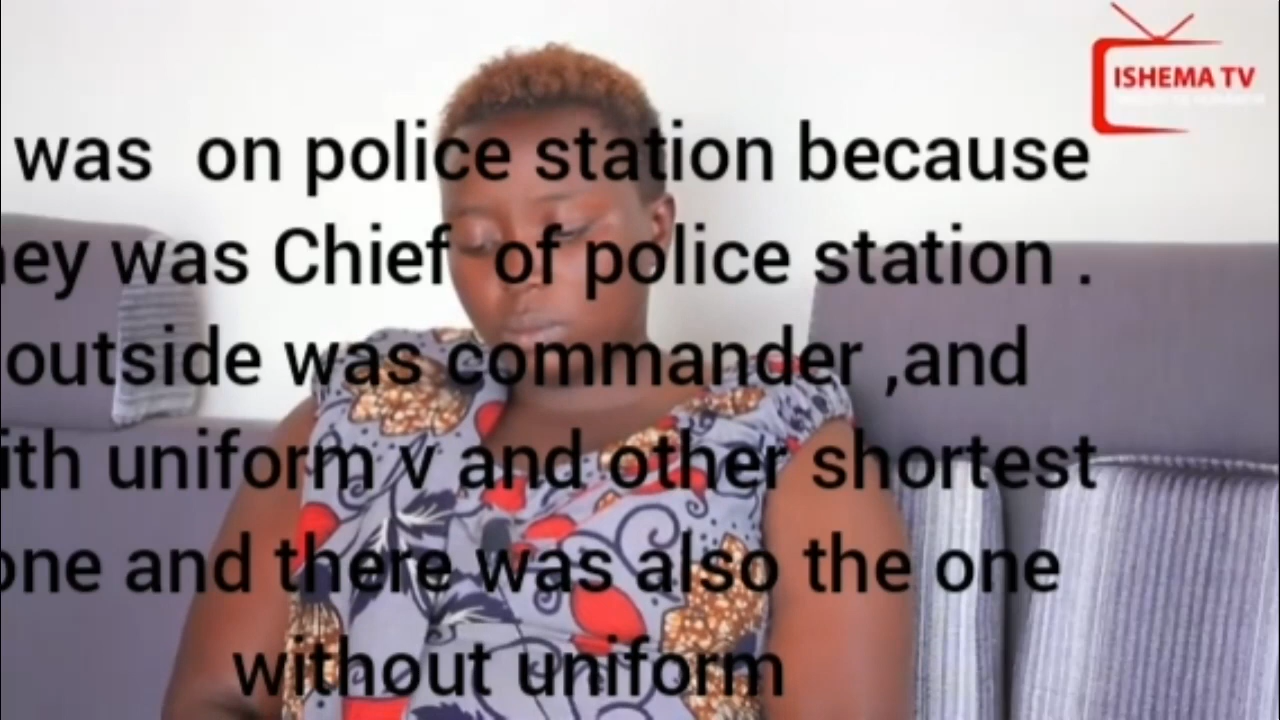 ISHEMA TV
was on police station because
ey was Chief of police station .
outside was commander ,and
ith uniform v and other shortest
one and there was also the one
without uniform